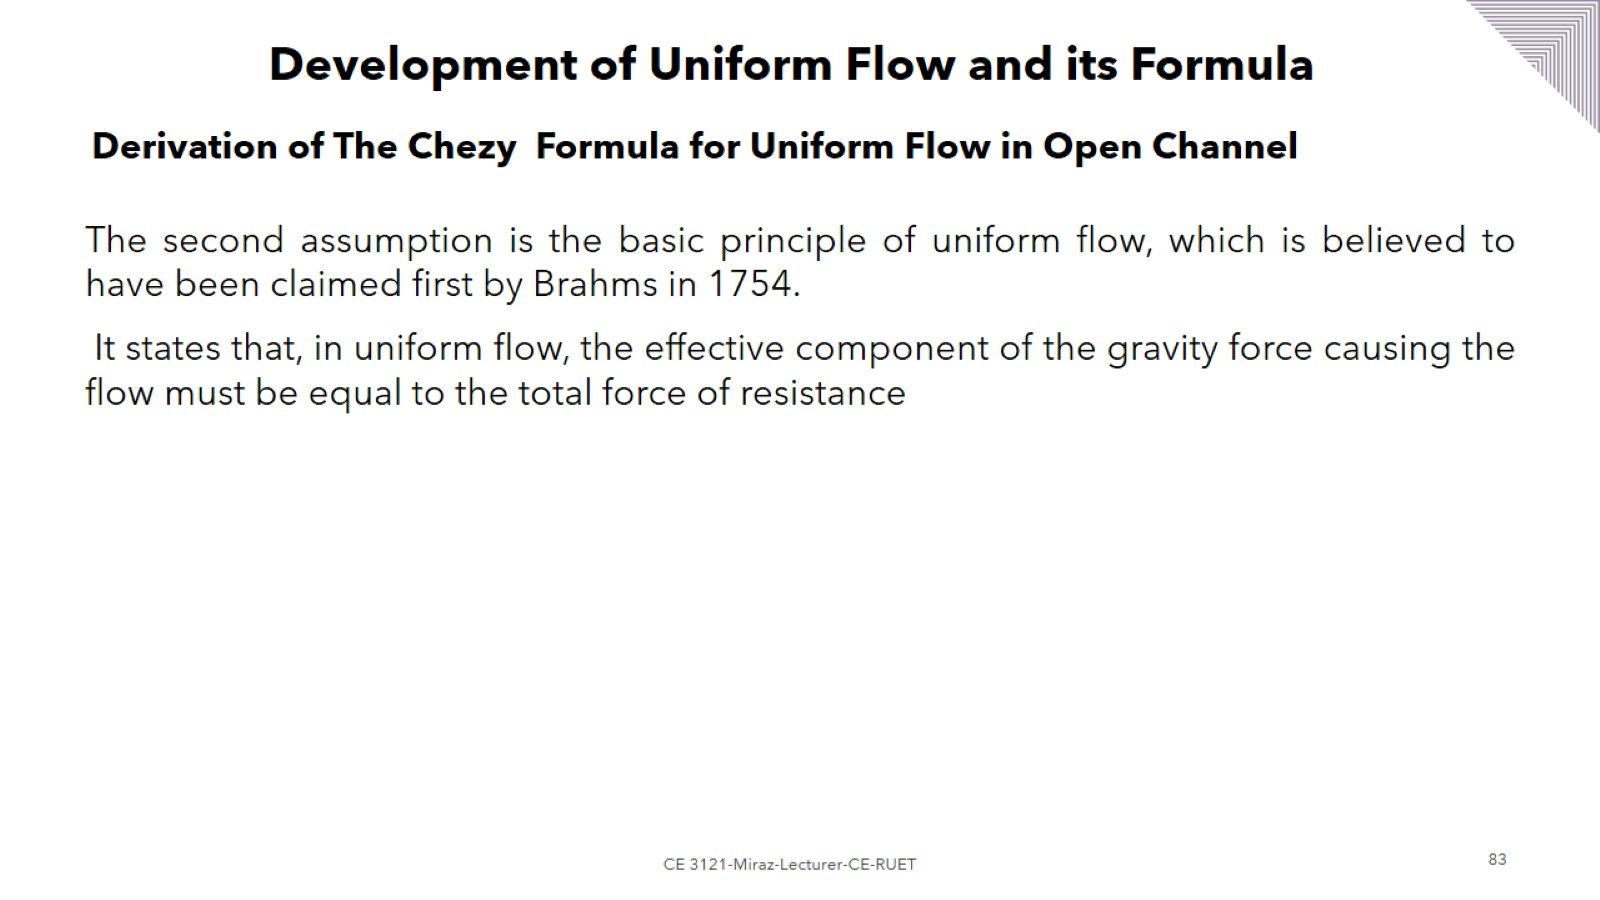 Development of Uniform Flow and its Formula
Derivation of The Chezy Formula for Uniform Flow in Open Channel
The second assumption is the basic principle of uniform flow, which is believed to
have been claimed first by Brahms in 1754.
It states that, in uniform flow, the effective component of the gravity force causing the
flow must be equal to the total force of resistance
CE 3121-Miraz-Lecturer-CE-RUET
83